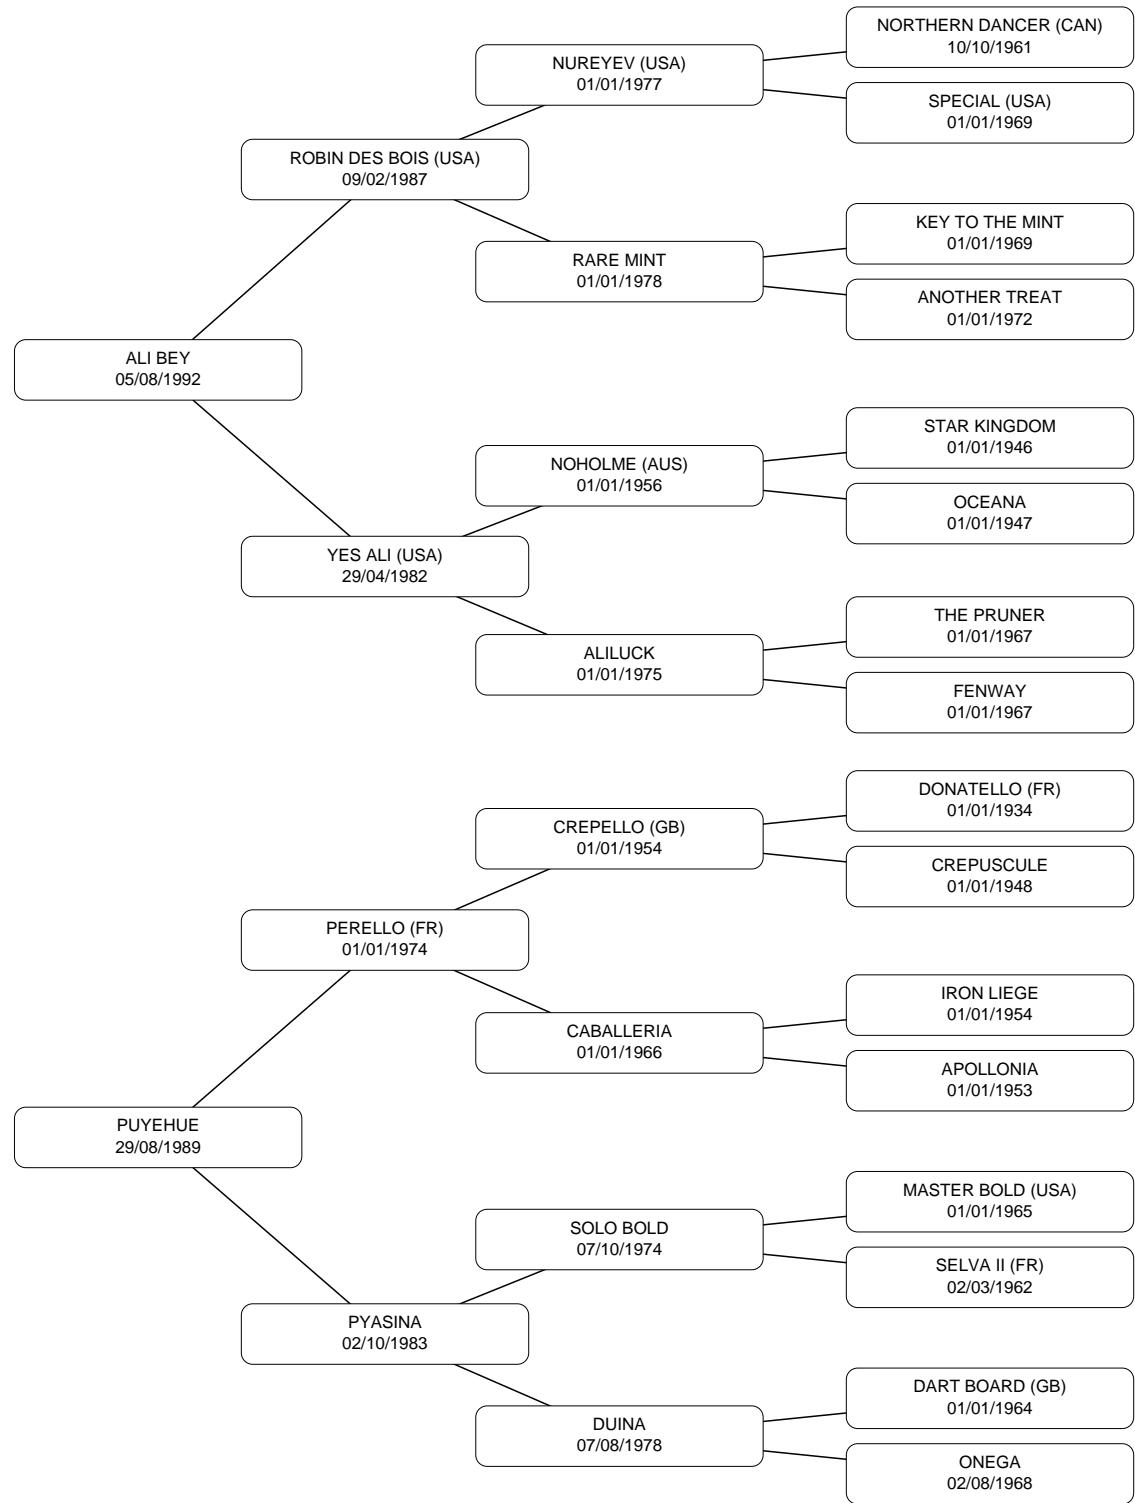 NORTHERN DANCER (CAN)
10/10/1961
NUREYEV (USA)
01/01/1977
SPECIAL (USA)
01/01/1969
ROBIN DES BOIS (USA)
09/02/1987
KEY TO THE MINT
01/01/1969
RARE MINT
01/01/1978
ANOTHER TREAT
01/01/1972
ALI BEY
05/08/1992
STAR KINGDOM
01/01/1946
NOHOLME (AUS)
01/01/1956
OCEANA
01/01/1947
YES ALI (USA)
29/04/1982
THE PRUNER
01/01/1967
ALILUCK
01/01/1975
FENWAY
01/01/1967
DONATELLO (FR)
01/01/1934
CREPELLO (GB)
01/01/1954
CREPUSCULE
01/01/1948
PERELLO (FR)
01/01/1974
IRON LIEGE
01/01/1954
CABALLERIA
01/01/1966
APOLLONIA
01/01/1953
PUYEHUE
29/08/1989
MASTER BOLD (USA)
01/01/1965
SOLO BOLD
07/10/1974
SELVA II (FR)
02/03/1962
PYASINA
02/10/1983
DART BOARD (GB)
01/01/1964
DUINA
07/08/1978
ONEGA
02/08/1968